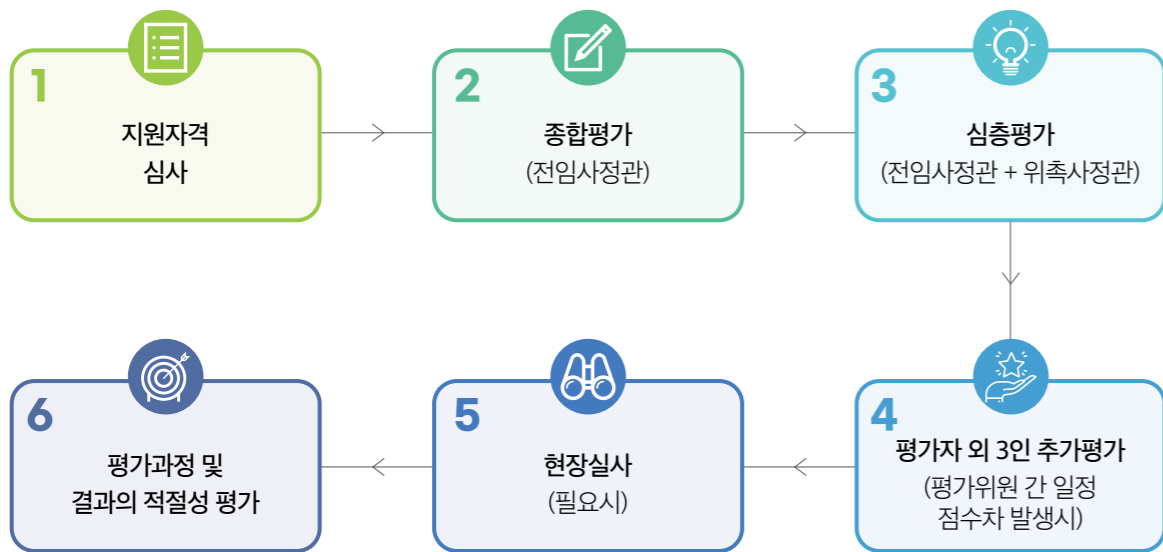 1
지원자격
심사
2
종합평가
(전임사정관)
3
심층평가
(전임사정관 + 위촉사정관)
4
평가자 외 3인 추가평가
(평가위원 간 일정
점수차 발생시)
5
현장실사
(필요시)
6
평가과정 및
결과의 적절성 평가